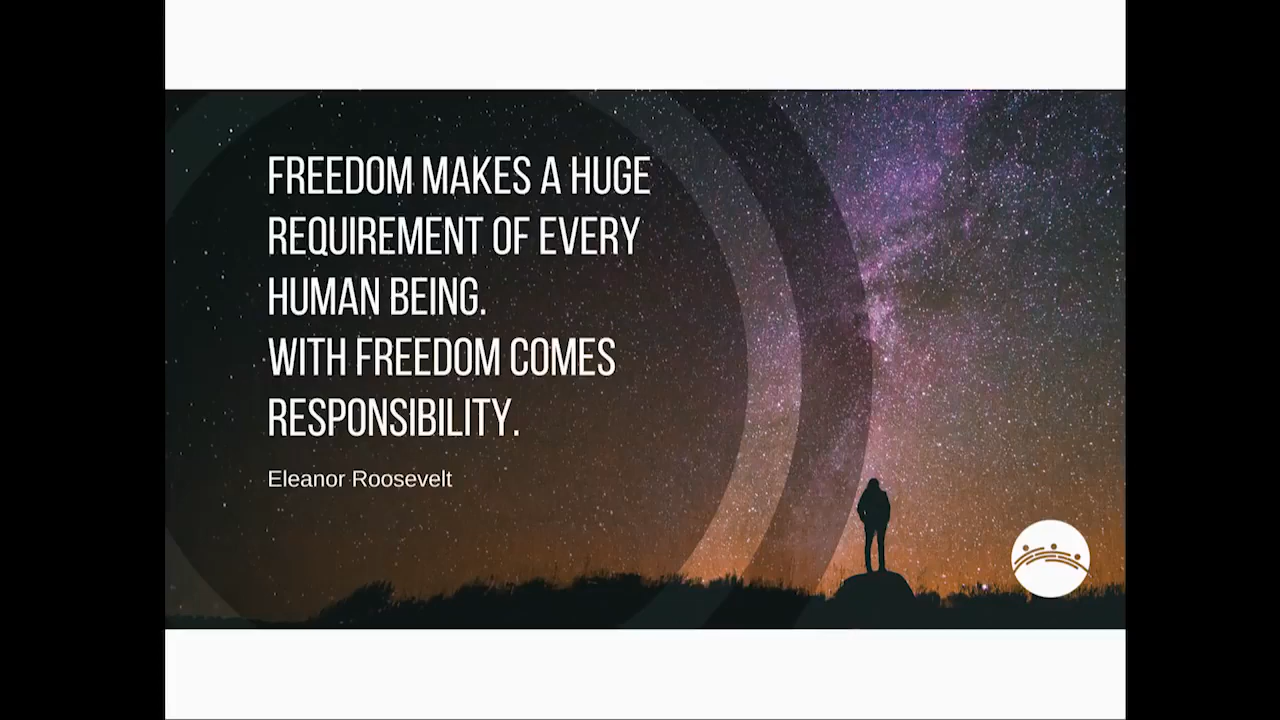 FREEDOM MAKES A HUGE
REQUIREMENT OF EVERY
HUMAN BEING.
WITH FREEDOM COMES
RESPONSIBILITY.
Eleanor Roosevelt